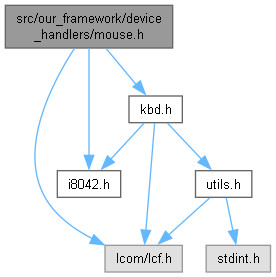 src/our_framework/device
_handlers/mouse.h
kbd.h
i8042.h
utils.h
lcom/lcf.h
stdint.h